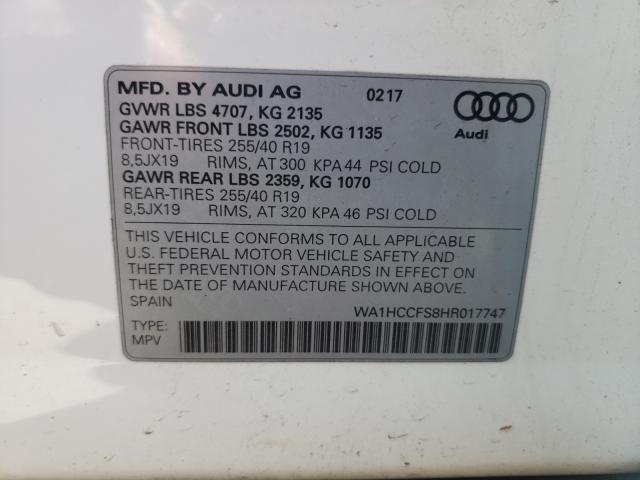 MFD. BY AUDI AG 0217
GVWR LBS 4707, KG 2135
GAWR FRONT LBS 2502, KG 1135
FRONT-TIRES 255/40 R19
8,5JX19 RIMS, AT 300 KPA 44 PSI COLD
GAWR REAR LBS 2359, KG 1070
REAR-TIRES 255/40 R19
8,5JX19 RIMS, AT 320 KPA 46 PSI COLD
Audi
THIS VEHICLE CONFORMS TO ALL APPLICABLE
U.S. FEDERAL MOTOR VEHICLE SAFETY AND
THEFT PREVENTION STANDARDS IN EFFECT ON
THE DATE OF MANUFACTURE SHOWN ABOVE.
SPAIN WA1HCCFS8HR017747
TYPE:
MPV